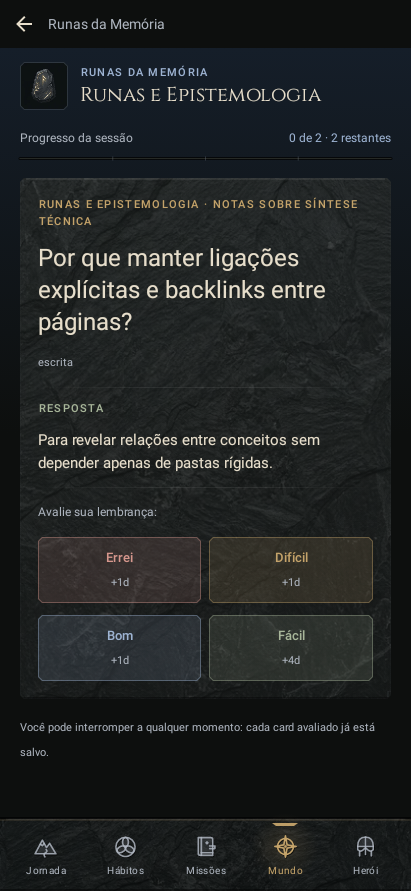 Runas da Memória
RUNAS DA MEMÓRIA
Runas e Epistemologia
Progresso da sessão
0 de 2 · 2 restantes
RUNAS E EPISTEMOLOGIA · NOTAS SOBRE SÍNTESE
TÉCNICA
Por que manter ligações
explícitas e backlinks entre
páginas?
escrita
RESPOSTA
Para revelar relações entre conceitos sem
depender apenas de pastas rígidas.
Avalie sua lembrança:
Errei
+1d
Difícil
+1d
Bom
+1d
Fácil
+4d
Você pode interromper a qualquer momento: cada card avaliado já está
salvo.
Jornada
Hábitos
Missões
Mundo
Herói